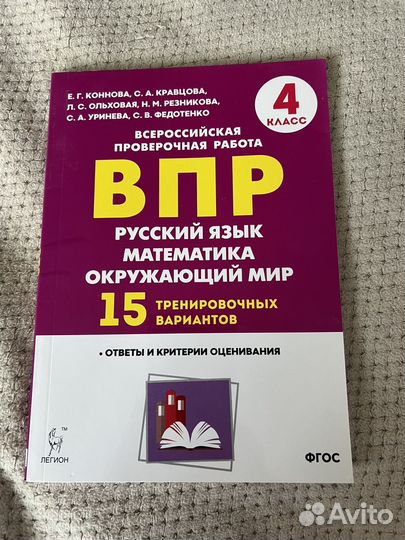 Е. Г. КОННОВА, С. А. КРАВЦОВА,
Л. С. ОЛЬХОВАЯ, Н. М. РЕЗНИКОВА,
С. А. УРИНЕВА, С. В. ФЕДОТЕНКО
4
КЛАСС
ВСЕРОССИЙСКАЯ
ПРОВЕРОЧНАЯ РАБОТА
ВПР
РУССКИЙ ЯЗЫК
МАТЕМАТИКА
ОКРУЖАЮЩИЙ МИР
15 ТРЕНИРОВОЧНЫХ
ВАРИАНТОВ
• ОТВЕТЫ И КРИТЕРИИ ОЦЕНИВАНИЯ
TM
ЛЕГИОН
ФГОС
Avito